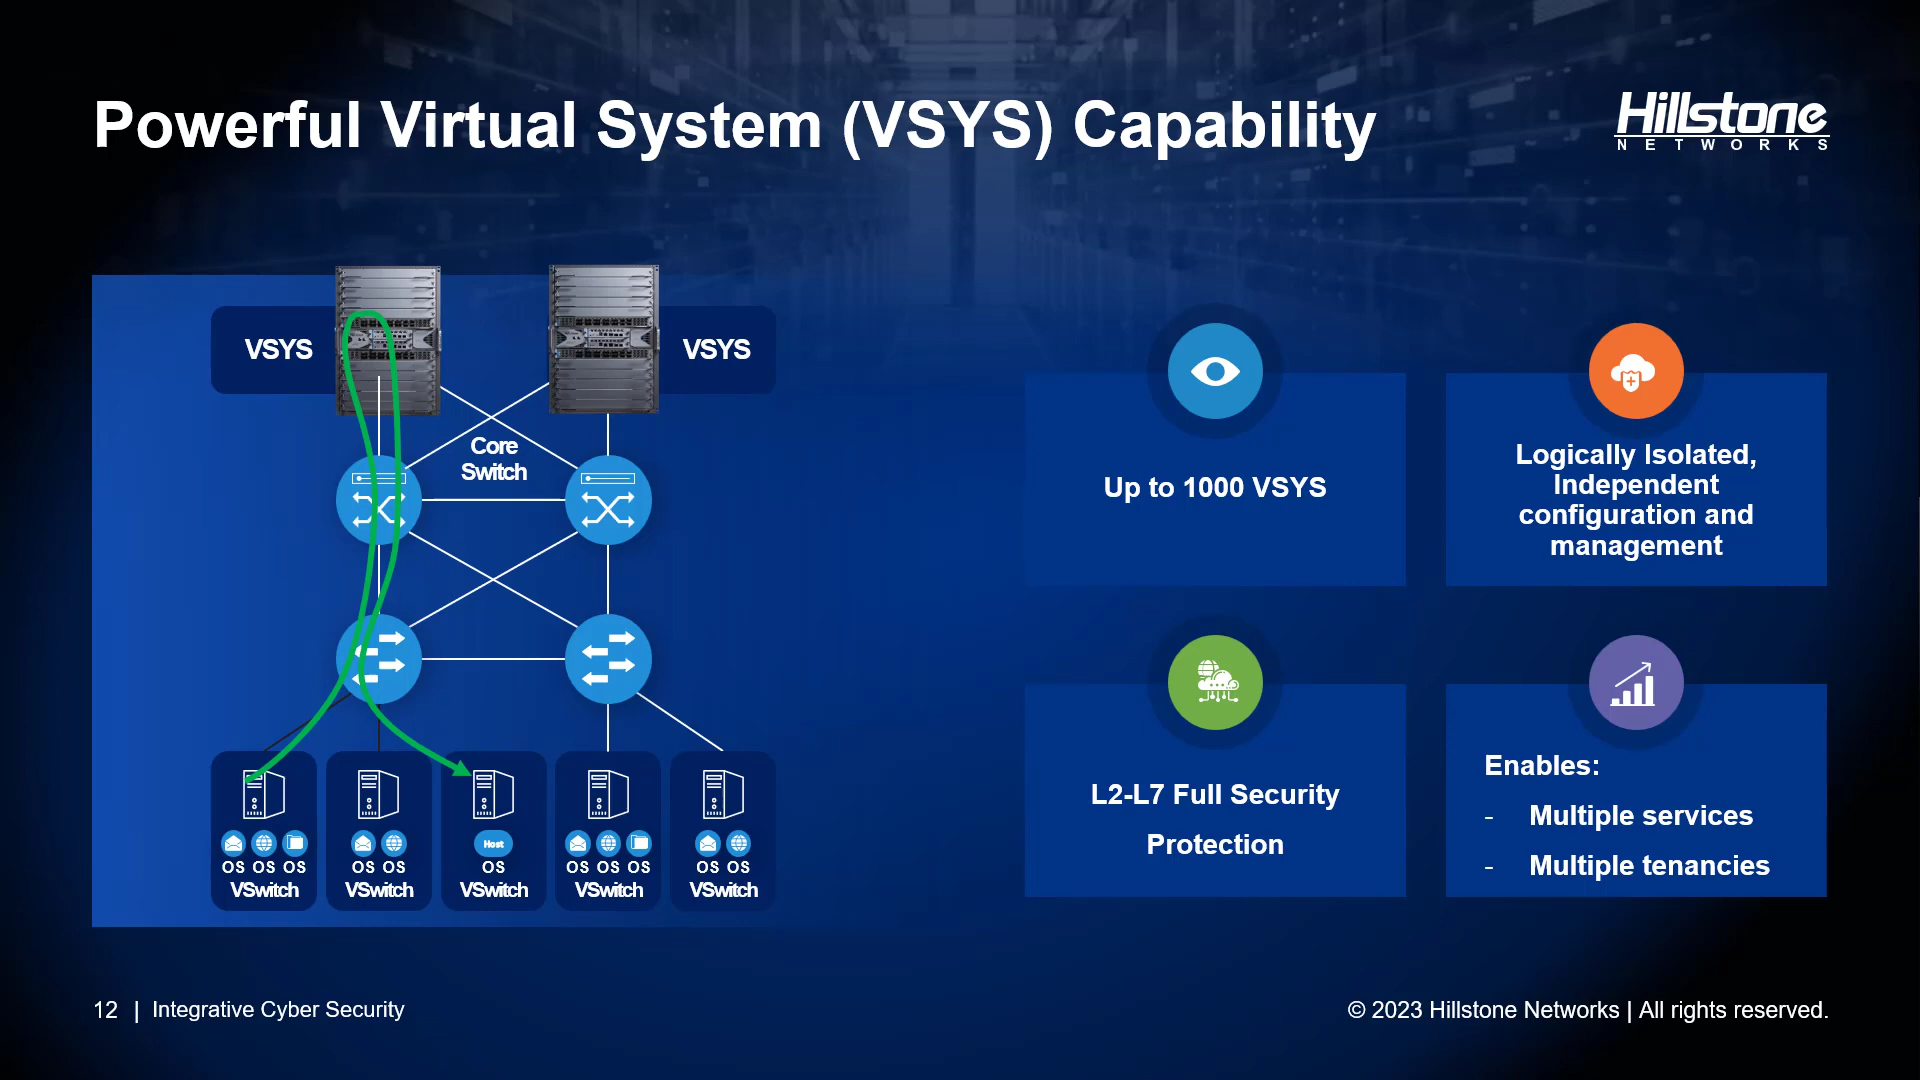 Powerful Virtual System (VSYS) Capability
Hillstone
NETWORKS
VSYS
VSYS
Core
Switch
Host
OS OS OS
VSwitch
OS OS
VSwitch
OS
VSwitch
OS OS OS
VSwitch
OS OS
VSwitch
Up to 1000 VSYS
Logically Isolated,
Independent
configuration and
management
L2-L7 Full Security
Protection
Enables:
- Multiple services
- Multiple tenancies
12 | Integrative Cyber Security
© 2023 Hillstone Networks | All rights reserved.